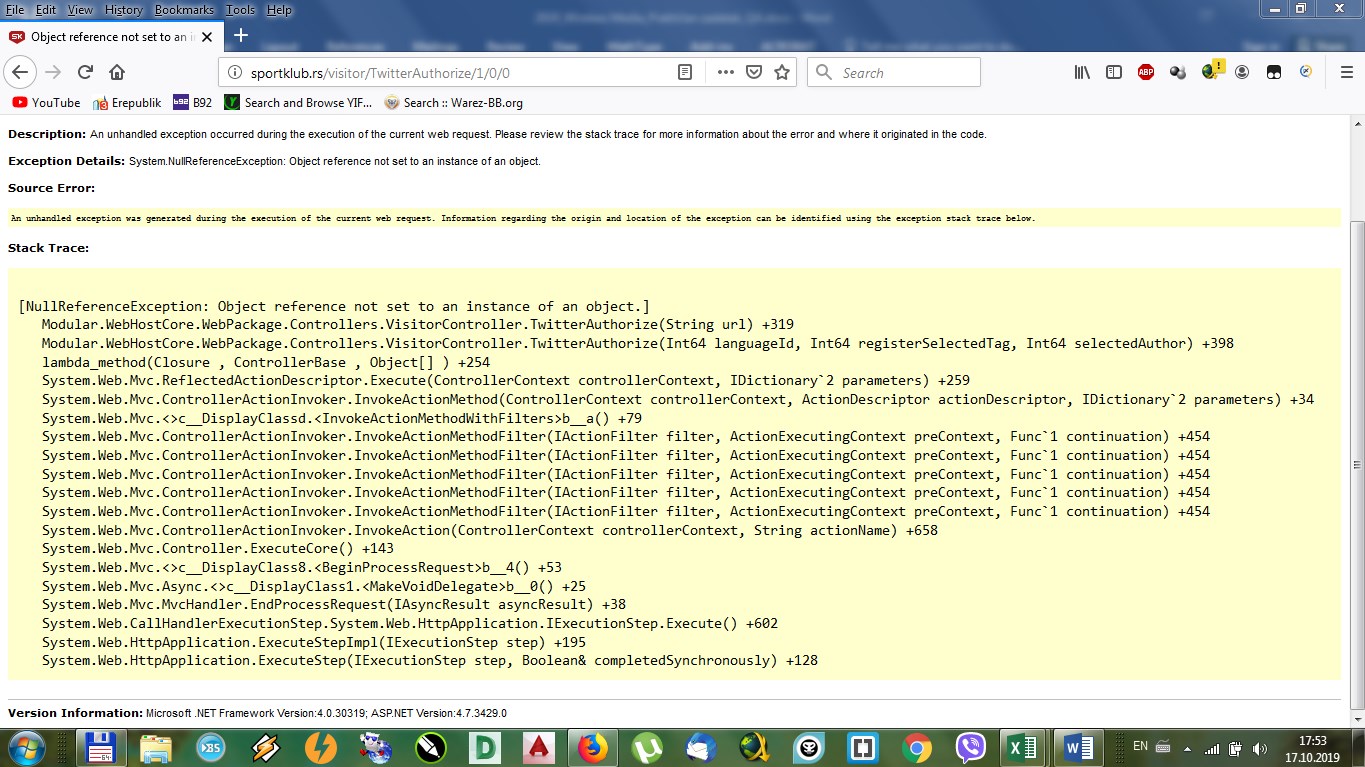 File Edit View History Bookmarks Tools Help
Object reference not set to an in
sportklub.rs/visitor/TwitterAuthorize/1/0/0
Search
ABP
YouTube
Erepublik
B92
Search and Browse YIF...
Search :: Warez-BB.org
Description: An unhandled exception occurred during the execution of the current web request. Please review the stack trace for more information about the error and where it originated in the code.
Exception Details: System.NullReferenceException: Object reference not set to an instance of an object.
Source Error:
An unhandled exception was generated during the execution of the current web request. Information regarding the origin and location of the exception can be identified using the exception stack trace below.
Stack Trace:
[NullReferenceException: Object reference not set to an instance of an object.]
Modular.WebHostCore.WebPackage.Controllers.VisitorController.TwitterAuthorize(String url) +319
Modular.WebHostCore.WebPackage.Controllers.VisitorController.TwitterAuthorize(Int64 languageId, Int64 registerSelectedTag, Int64 selectedAuthor) +398
lambda_method(Closure , ControllerBase , Object[] ) +254
System.Web.Mvc.ReflectedActionDescriptor.Execute(ControllerContext controllerContext, IDictionary`2 parameters) +259
System.Web.Mvc.ControllerActionInvoker.InvokeActionMethod(ControllerContext controllerContext, ActionDescriptor actionDescriptor, IDictionary`2 parameters) +34
System.Web.Mvc.<>c__DisplayClassd.<InvokeActionMethodWithFilters>b__a() +79
System.Web.Mvc.ControllerActionInvoker.InvokeActionMethodFilter(IActionFilter filter, ActionExecutingContext preContext, Func`1 continuation) +454
System.Web.Mvc.ControllerActionInvoker.InvokeActionMethodFilter(IActionFilter filter, ActionExecutingContext preContext, Func`1 continuation) +454
System.Web.Mvc.ControllerActionInvoker.InvokeActionMethodFilter(IActionFilter filter, ActionExecutingContext preContext, Func`1 continuation) +454
System.Web.Mvc.ControllerActionInvoker.InvokeActionMethodFilter(IActionFilter filter, ActionExecutingContext preContext, Func`1 continuation) +454
System.Web.Mvc.ControllerActionInvoker.InvokeActionMethodFilter(IActionFilter filter, ActionExecutingContext preContext, Func`1 continuation) +454
System.Web.Mvc.ControllerActionInvoker.InvokeAction(ControllerContext controllerContext, String actionName) +658
System.Web.Mvc.Controller.ExecuteCore() +143
System.Web.Mvc.<>c__DisplayClass8.<BeginProcessRequest>b__4() +53
System.Web.Mvc.Async.<>c__DisplayClass1.<MakeVoidDelegate>b__0() +25
System.Web.Mvc.MvcHandler.EndProcessRequest(IAsyncResult asyncResult) +38
System.Web.CallHandlerExecutionStep.System.Web.HttpApplication.IExecutionStep.Execute() +602
System.Web.HttpApplication.ExecuteStepImpl(IExecutionStep step) +195
System.Web.HttpApplication.ExecuteStep(IExecutionStep step, Boolean& completedSynchronously) +128
Version Information: Microsoft .NET Framework Version:4.0.30319; ASP.NET Version:4.7.3429.0
EN
17:53
17.10.2019